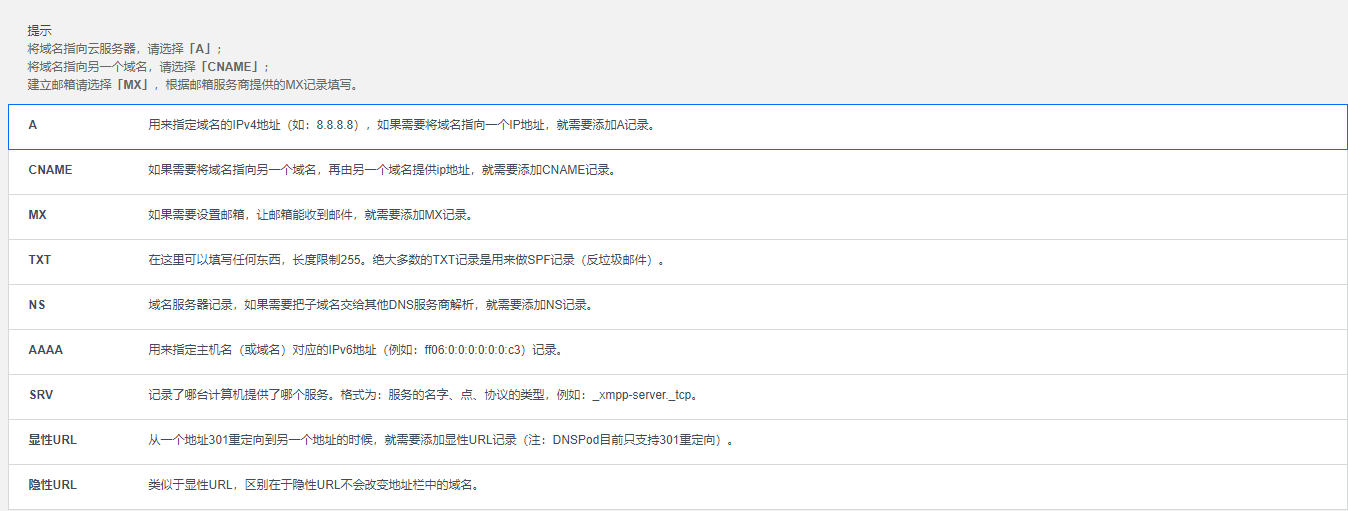 提示
将域名指向云服务器，请选择「A」；
将域名指向另一个域名，请选择「CNAME」；
建立邮箱请选择「MX」，根据邮箱服务商提供的MX记录填写。
A 用来指定域名的IPv4地址（如：8.8.8.8），如果需要将域名指向一个IP地址，就需要添加A记录。
CNAME 如果需要将域名指向另一个域名，再由另一个域名提供ip地址，就需要添加CNAME记录。
MX 如果需要设置邮箱，让邮箱能收到邮件，就需要添加MX记录。
TXT 在这里可以填写任何东西，长度限制255。绝大多数的TXT记录是用来做SPF记录（反垃圾邮件）。
NS 域名服务器记录，如果需要把子域名交给其他DNS服务商解析，就需要添加NS记录。
AAAA 用来指定主机名（或域名）对应的IPv6地址（例如：ff06:0:0:0:0:0:0:c3）记录。
SRV 记录了哪台计算机提供了哪个服务。格式为：服务的名字、点、协议的类型，例如：_xmpp-server._tcp。
显性URL 从一个地址301重定向到另一个地址的时候，就需要添加显性URL记录（注：DNSPod目前只支持301重定向）。
隐性URL 类似于显性URL，区别在于隐性URL不会改变地址栏中的域名。